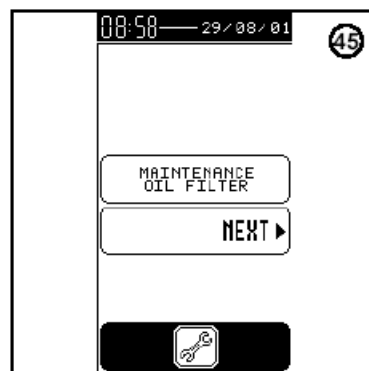 08:58 29/08/01
45
MAINTENANCE
OIL FILTER
NEXT